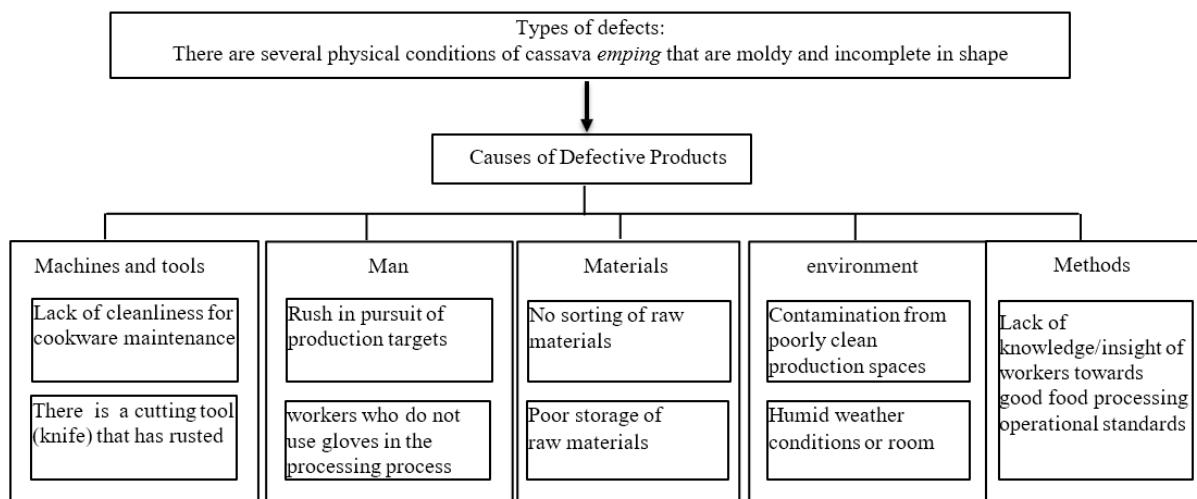 Types of defects:
There are several physical conditions of cassava emping that are moldy and incomplete in shape
Causes of Defective Products
Machines and tools
Lack of cleanliness for
cookware maintenance
There is a cutting tool
(knife) that has rusted
Man
Rush in pursuit of
production targets
workers who do not
use gloves in the
processing process
Materials
No sorting of raw
materials
Poor storage of
raw materials
environment
Contamination from
poorly clean
production spaces
Humid weather
conditions or room
Methods
Lack of
knowledge/insight of
workers towards
good food processing
operational standards